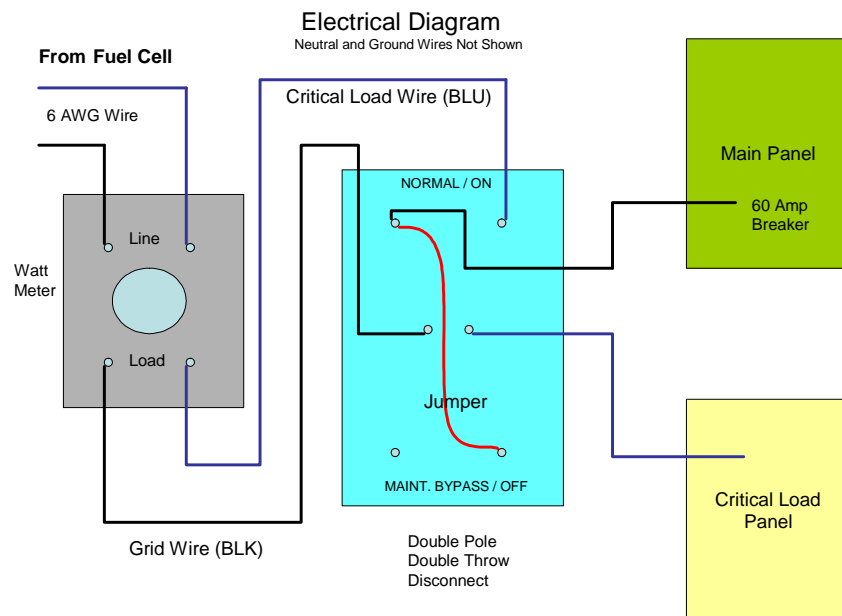 Electrical Diagram
Neutral and Ground Wires Not Shown
From Fuel Cell
6 AWG Wire
Critical Load Wire (BLU)
NORMAL / ON
Main Panel
60 Amp
Breaker
Line
Watt
Meter
Load
Jumper
MAINT. BYPASS / OFF
Critical Load
Panel
Grid Wire (BLK)
Double Pole
Double Throw
Disconnect